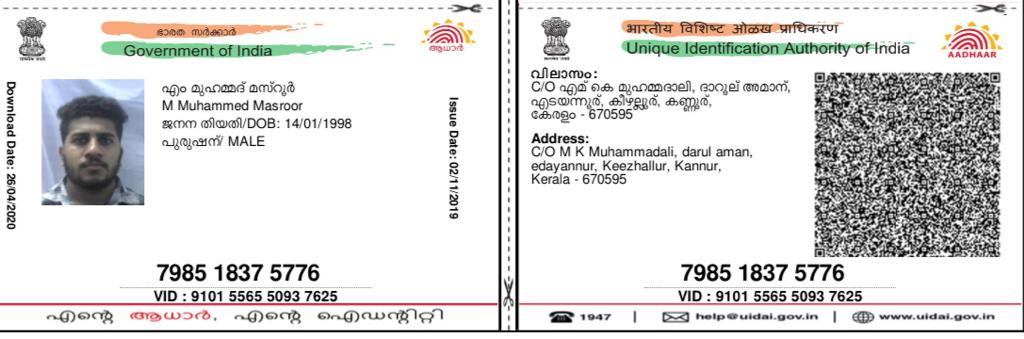 ഭാരത സർക്കാർ
Government of India
ആധാർ
Download Date: 26/04/2020
എം മുഹമ്മദ് മസ്റൂർ
M Muhammed Masroor
ജനന തിയതി/DOB: 14/01/1998
പുരുഷന്/ MALE
Issue Date: 02/11/2019
7985 1837 5776
VID : 9101 5565 5093 7625
എന്റെ ആധാർ, എന്റെ ഐഡന്റിറ്റി
भारतीय विशिष्ट ओळख प्राधिकरण
Unique Identification Authority of India
AADHAAR
വിലാസം:
C/O എമ് കെ മുഹമ്മദാലി, ദാറുല് അമാന്,
എടയന്നൂര്, കീഴല്ലൂര്, കണ്ണൂര്,
കേരളം - 670595
Address:
C/O M K Muhammadali, darul aman,
edayannur, Keezhallur, Kannur,
Kerala - 670595
7985 1837 5776
VID : 9101 5565 5093 7625
1947 | help@uidai.gov.in | www.uidai.gov.in